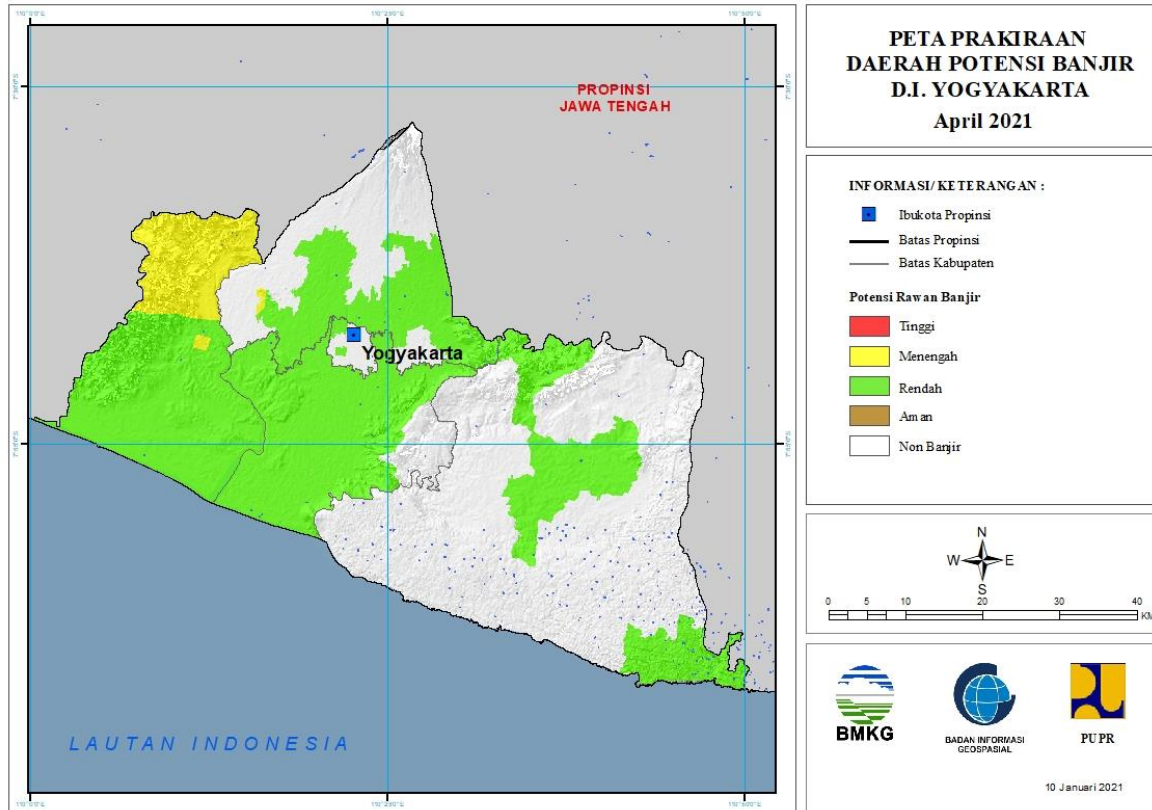 PETA PRAKIRAAN
DAERAH POTENSI BANJIR
D.I. YOGYAKARTA
April 2021
PROPINSI
JAWA TENGAH
Yogyakarta
LAUTAN INDONESIA
INFORMASI/ KETERANGAN :
Ibukota Propinsi
Batas Propinsi
Batas Kabupaten
Potensi Rawan Banjir
Tinggi
Menengah
Rendah
Aman
Non Banjir
N
W E
S
0 5 10 20 30 40
KM
BMKG
BADAN INFORMASI
GEOSPASIAL
PUPR
10 Januari 2021